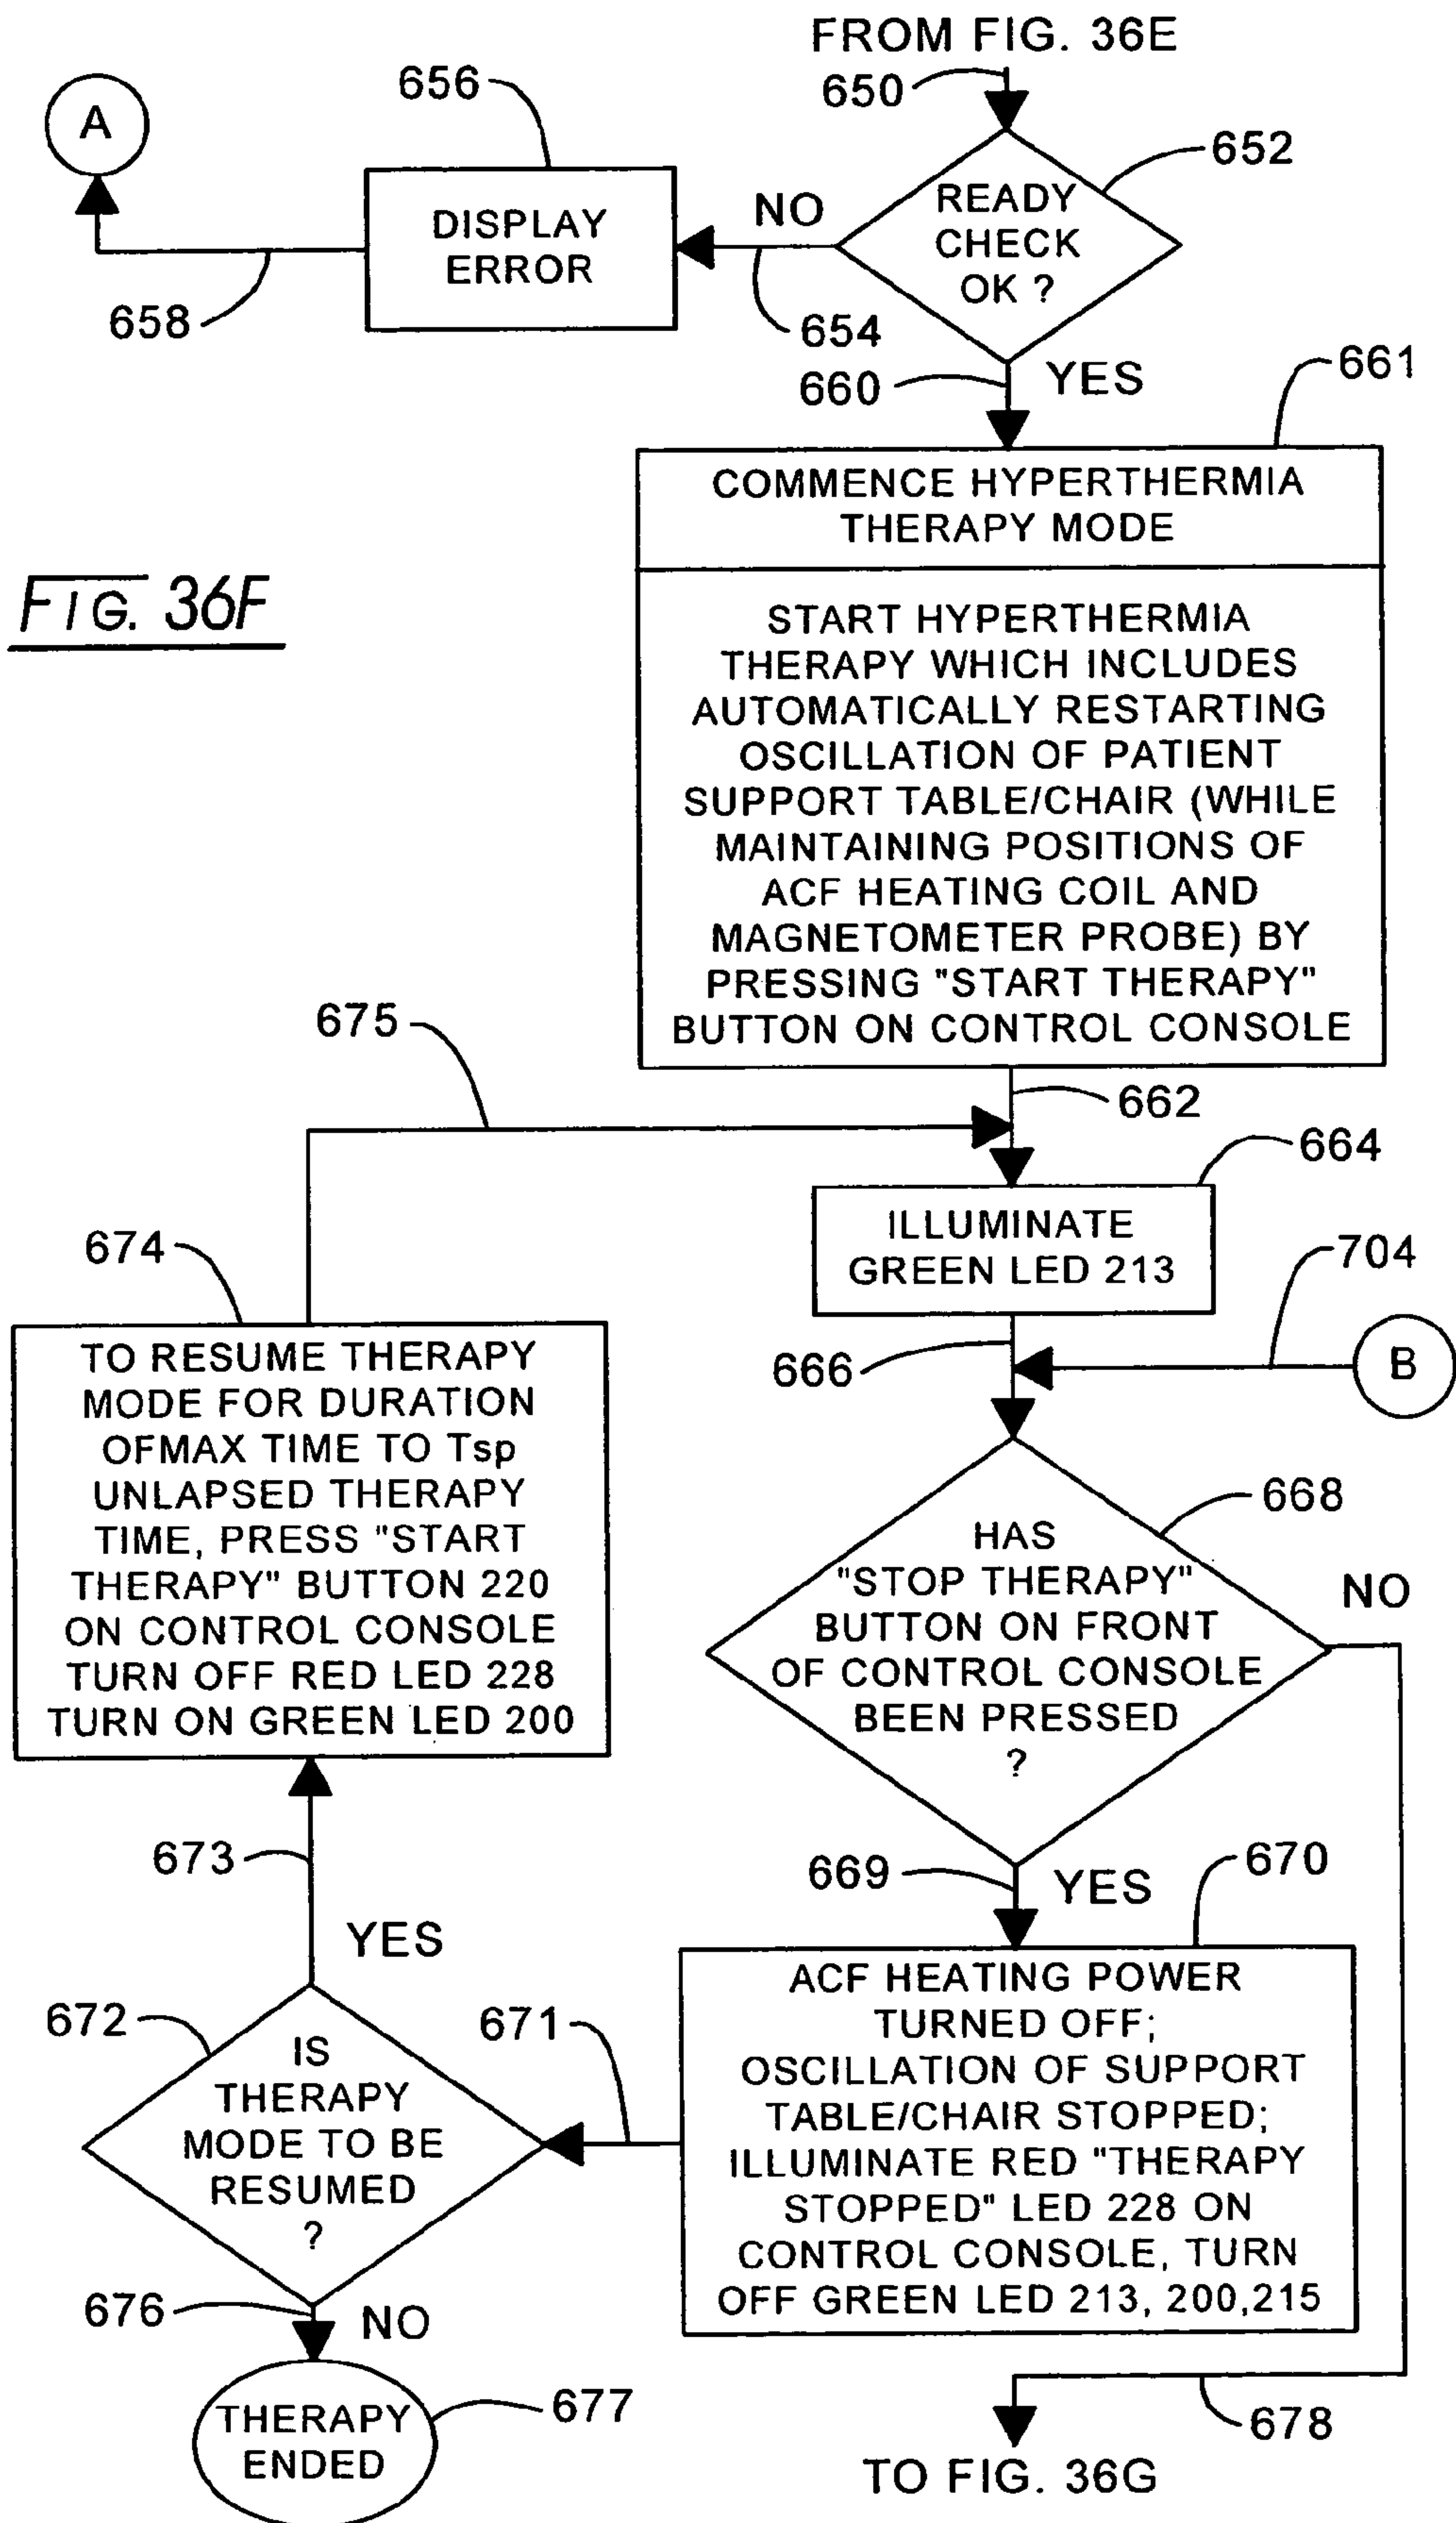 FROM FIG. 36E
650
A
656
652
READY
CHECK
OK ?
NO
DISPLAY
ERROR
654
658
660
YES
661
COMMENCE HYPERTHERMIA
THERAPY MODE
FIG. 36F
START HYPERTHERMIA
THERAPY WHICH INCLUDES
AUTOMATICALLY RESTARTING
OSCILLATION OF PATIENT
SUPPORT TABLE/CHAIR (WHILE
MAINTAINING POSITIONS OF
ACF HEATING COIL AND
MAGNETOMETER PROBE) BY
PRESSING "START THERAPY"
BUTTON ON CONTROL CONSOLE
675
662
664
ILLUMINATE
GREEN LED 213
674
704
666
B
TO RESUME THERAPY
MODE FOR DURATION
OFMAX TIME TO Tsp
UNLAPSED THERAPY
TIME, PRESS "START
THERAPY" BUTTON 220
ON CONTROL CONSOLE
TURN OFF RED LED 228
TURN ON GREEN LED 200
668
HAS
"STOP THERAPY"
BUTTON ON FRONT
OF CONTROL CONSOLE
BEEN PRESSED
?
NO
673
YES
669
YES
670
672
671
IS
THERAPY
MODE TO BE
RESUMED
?
ACF HEATING POWER
TURNED OFF;
OSCILLATION OF SUPPORT
TABLE/CHAIR STOPPED;
ILLUMINATE RED "THERAPY
STOPPED" LED 228 ON
CONTROL CONSOLE, TURN
OFF GREEN LED 213, 200,215
676
NO
THERAPY
ENDED
677
678
TO FIG. 36G